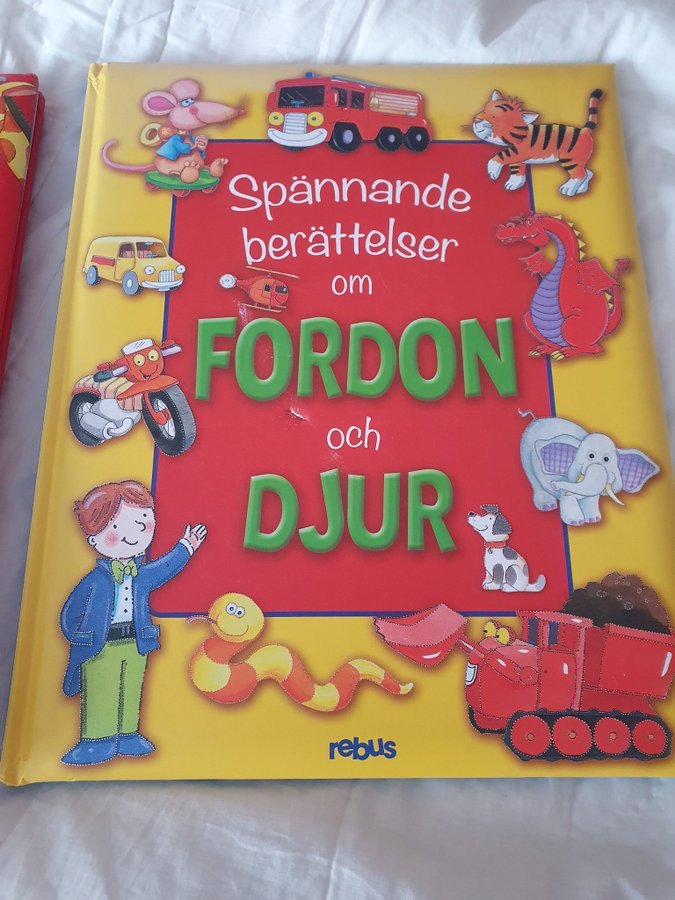 Spännande
berättelser
om
FORDON
och
DJUR
rebus